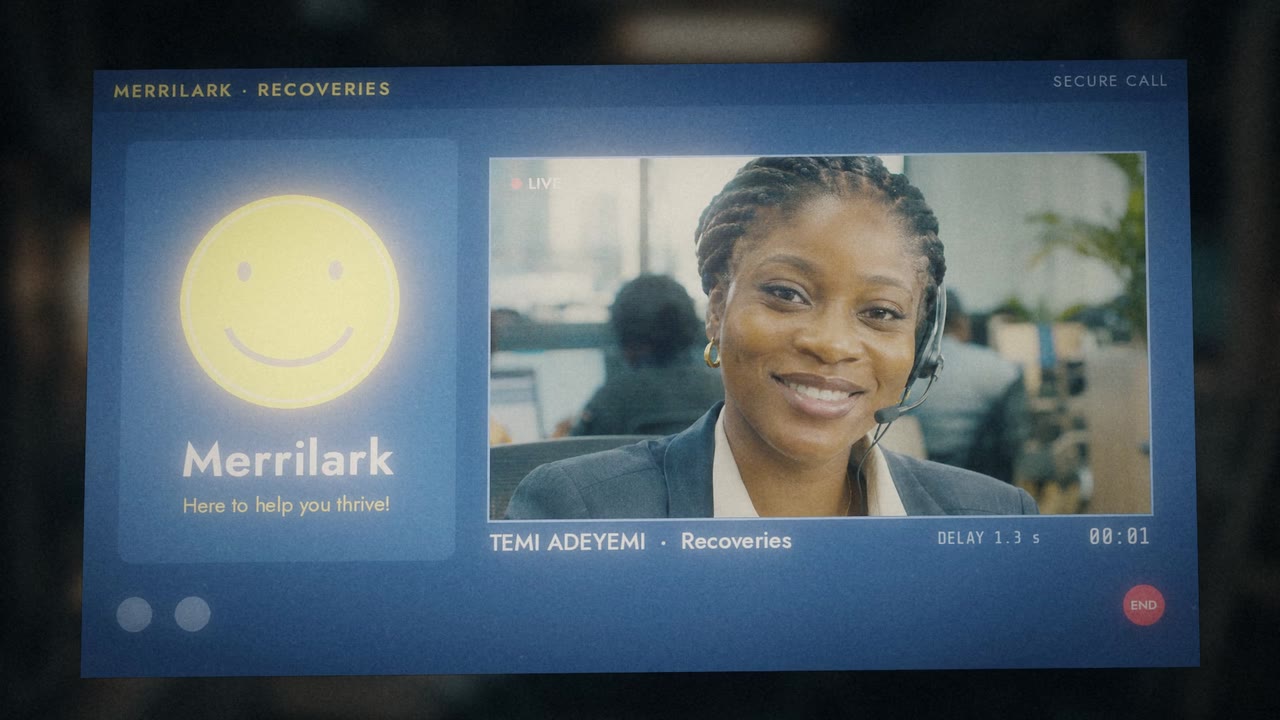 MERRILARK · RECOVERIES
SECURE CALL
LIVE
Merrilark
Here to help you thrive!
TEMI ADEYEMI · Recoveries
DELAY 1.3 s
00:01
END